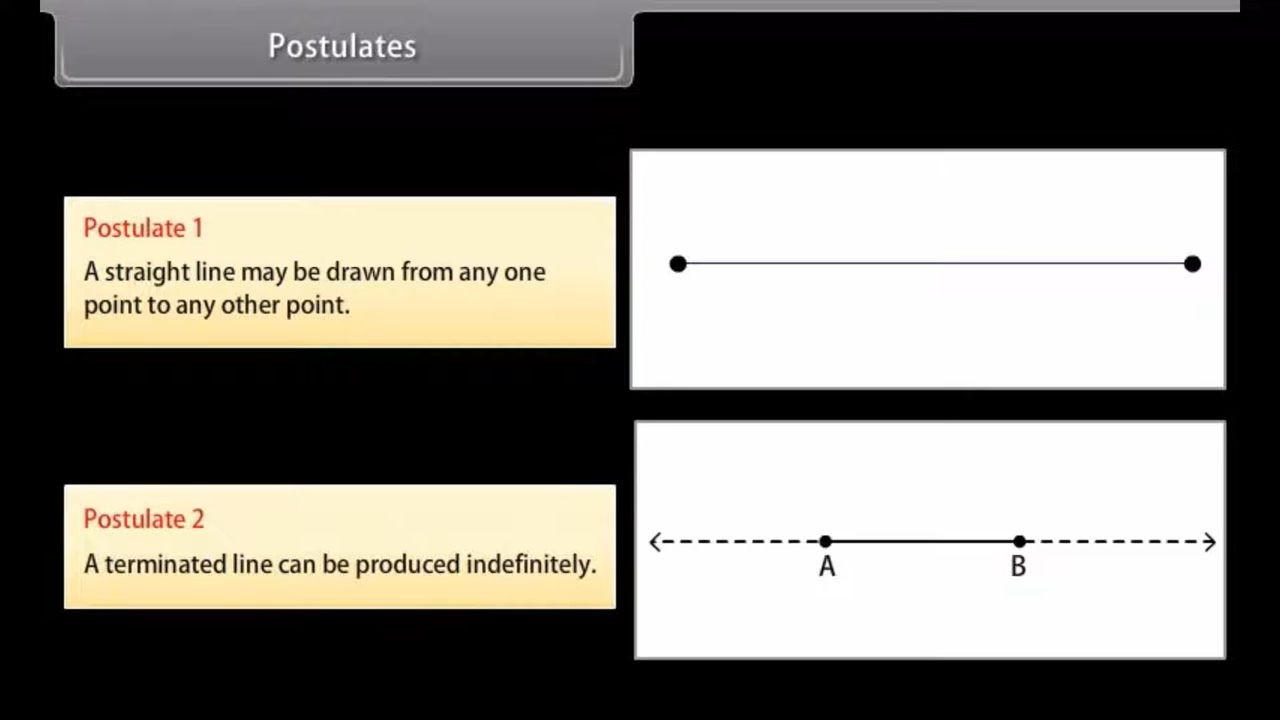 Postulates
Postulate 1
A straight line may be drawn from any one
point to any other point.
Postulate 2
A terminated line can be produced indefinitely.
A
B